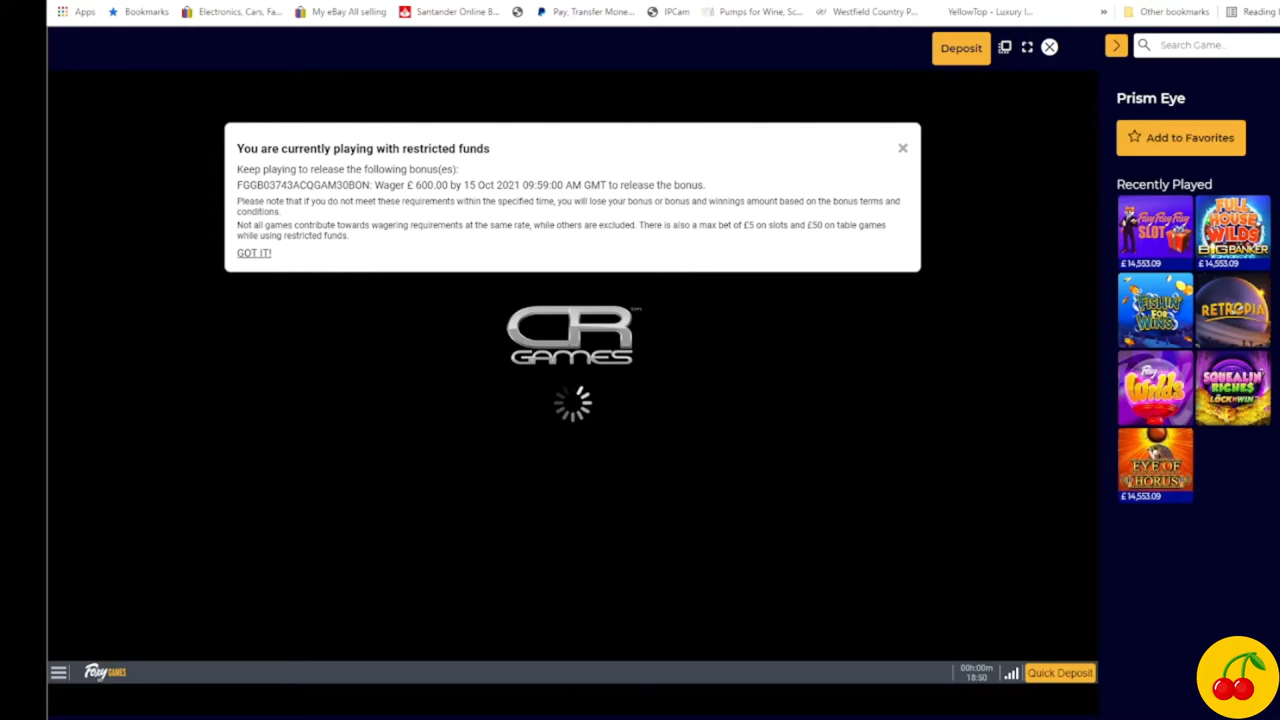 Apps Bookmarks Electronics, Cars, Fa... My eBay All selling Santander Online B... Pay, Transfer Mone... IPCam Pumps for Wine, Sc... Westfield Country P... YellowTop - Luxury I... » Other bookmarks Reading
Deposit
Search Game...
Prism Eye
Add to Favorites
Recently Played
FOXY FOXY FOXY SLOT
£14,553.09
FULL HOUSE WILDS BIG BANKER
£14,553.09
FISHIN' FOR WINS
RETROPIA
Foxy Wilds
SQUEALIN' RICHES LOCK N WIN
EYE OF HORUS
£14,553.09
You are currently playing with restricted funds
Keep playing to release the following bonus(es):
FGGB03743ACQGAM30BON: Wager £ 600.00 by 15 Oct 2021 09:59:00 AM GMT to release the bonus.
Please note that if you do not meet these requirements within the specified time, you will lose your bonus or bonus and winnings amount based on the bonus terms and
conditions.
Not all games contribute towards wagering requirements at the same rate, while others are excluded. There is also a max bet of £5 on slots and £50 on table games
while using restricted funds.
GOT IT!
CR™
GAMES
Foxy GAMES
00h:00m
18:50
Quick Deposit